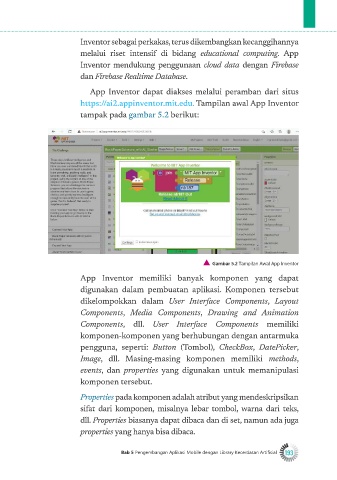 Inventor sebagai perkakas, terus dikembangkan kecanggihannya
melalui riset intensif di bidang educational computing. App
Inventor mendukung penggunaan cloud data dengan Firebase
dan Firebase Realtime Database.
App Inventor dapat diakses melalui peramban dari situs
https://ai2.appinventor.mit.edu. Tampilan awal App Inventor
tampak pada gambar 5.2 berikut:
Welcome to MIT App Inventor!
MIT App Inventor
Gambar 5.2 Tampilan Awal App Inventor
App Inventor memiliki banyak komponen yang dapat
digunakan dalam pembuatan aplikasi. Komponen tersebut
dikelompokkan dalam User Interface Components, Layout
Components, Media Components, Drawing and Animation
Components, dll. User Interface Components memiliki
komponen-komponen yang berhubungan dengan antarmuka
pengguna, seperti: Button (Tombol), CheckBox, DatePicker,
Image, dll. Masing-masing komponen memiliki methods,
events, dan properties yang digunakan untuk memanipulasi
komponen tersebut.
Properties pada komponen adalah atribut yang mendeskripsikan
sifat dari komponen, misalnya lebar tombol, warna dari teks,
dll. Properties biasanya dapat dibaca dan di set, namun ada juga
properties yang hanya bisa dibaca.
Bab 5 Pengembangan Aplikasi Mobile dengan Library Kecerdasan Artifisial
193